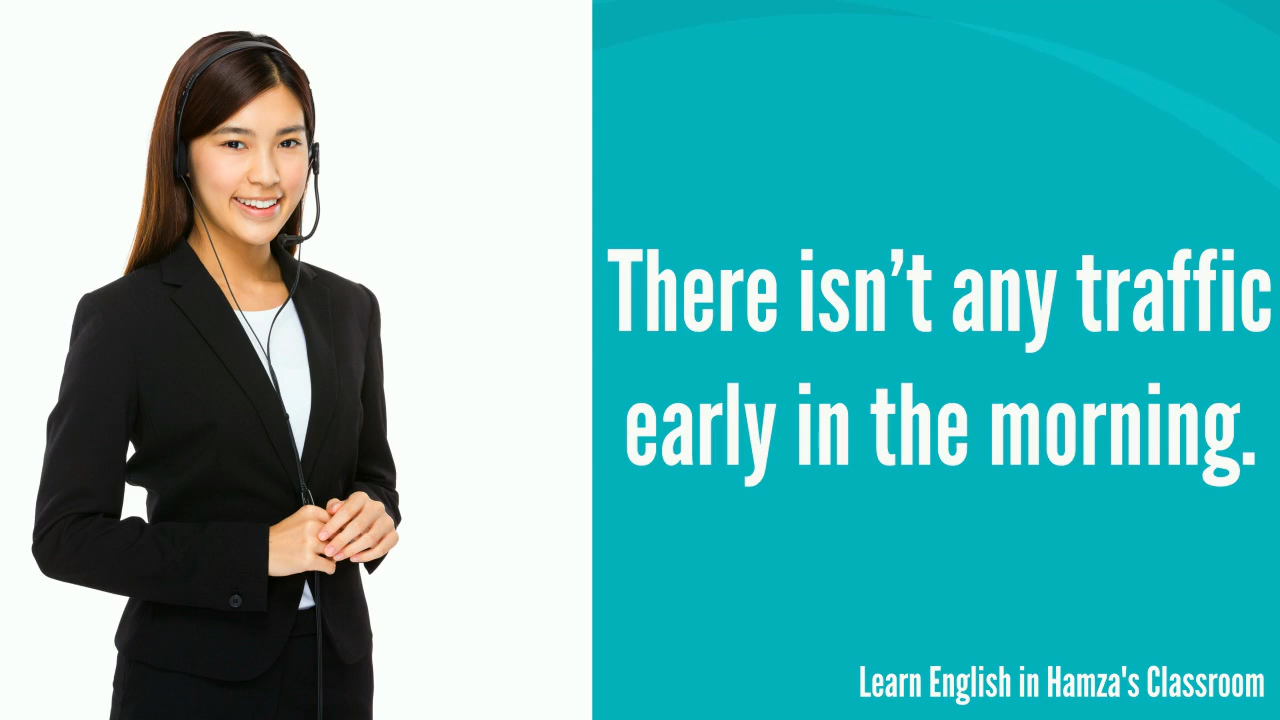 There isn’t any traffic
early in the morning.
Learn English in Hamza's Classroom